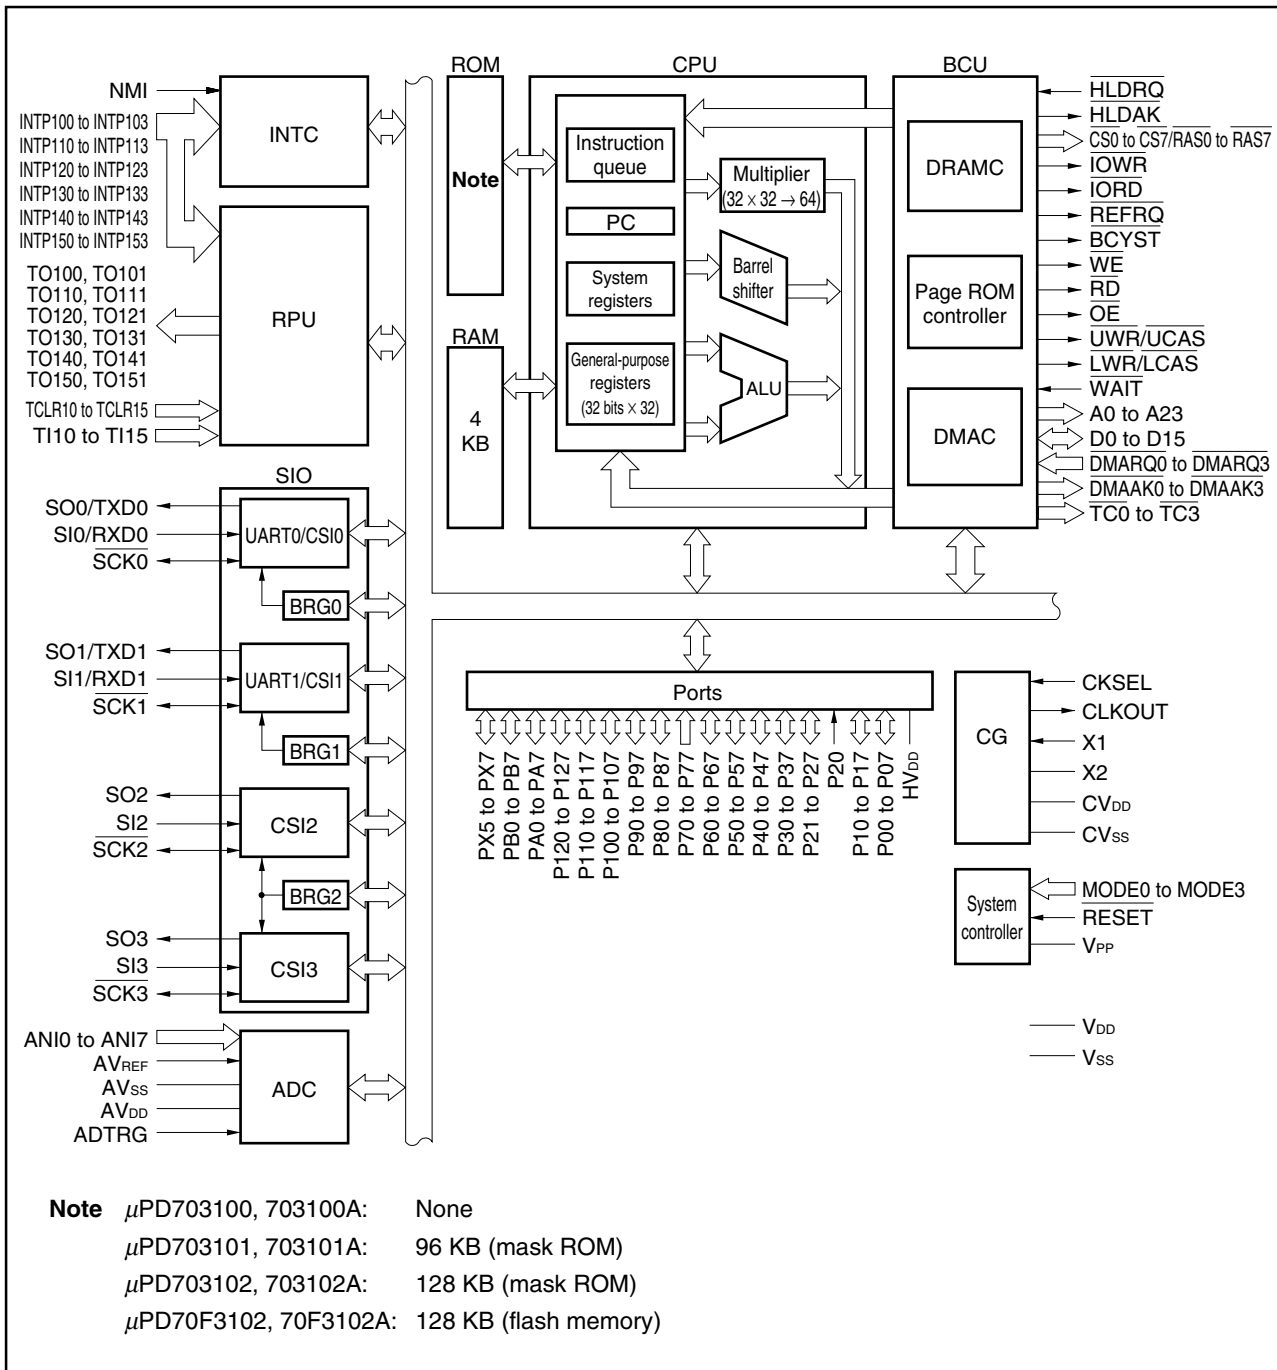 NMI
INTP100 to INTP103
INTP110 to INTP113
INTP120 to INTP123
INTP130 to INTP133
INTP140 to INTP143
INTP150 to INTP153
TO100, TO101
TO110, TO111
TO120, TO121
TO130, TO131
TO140, TO141
TO150, TO151
TCLR10 to TCLR15
TI10 to TI15
INTC
RPU
SIO
SO0/TXD0
SI0/RXD0
SCK0
UART0/CSI0
BRG0
SO1/TXD1
SI1/RXD1
SCK1
UART1/CSI1
BRG1
SO2
SI2
SCK2
CSI2
BRG2
SO3
SI3
SCK3
CSI3
ANI0 to ANI7
AVREF
AVSS
AVDD
ADTRG
ADC
ROM
Note
RAM
4
KB
CPU
Instruction
queue
PC
System
registers
General-purpose
registers
(32 bits × 32)
Multiplier
(32 × 32 → 64)
Barrel
shifter
ALU
BCU
DRAMC
Page ROM
controller
DMAC
HLDRQ
HLDAK
CS0 to CS7/RAS0 to RAS7
IOWR
IORD
REFRQ
BCYST
WE
RD
OE
UWR/UCAS
LWR/LCAS
WAIT
A0 to A23
D0 to D15
DMARQ0 to DMARQ3
DMAAK0 to DMAAK3
TC0 to TC3
Ports
PX5 to PX7
PB0 to PB7
PA0 to PA7
P120 to P127
P110 to P117
P100 to P107
P90 to P97
P80 to P87
P70 to P77
P60 to P67
P50 to P57
P40 to P47
P30 to P37
P21 to P27
P20
P10 to P17
P00 to P07
HVDD
CG
CKSEL
CLKOUT
X1
X2
CVDD
CVSS
System
controller
MODE0 to MODE3
RESET
VPP
VDD
VSS
Note μPD703100, 703100A: None
μPD703101, 703101A: 96 KB (mask ROM)
μPD703102, 703102A: 128 KB (mask ROM)
μPD70F3102, 70F3102A: 128 KB (flash memory)